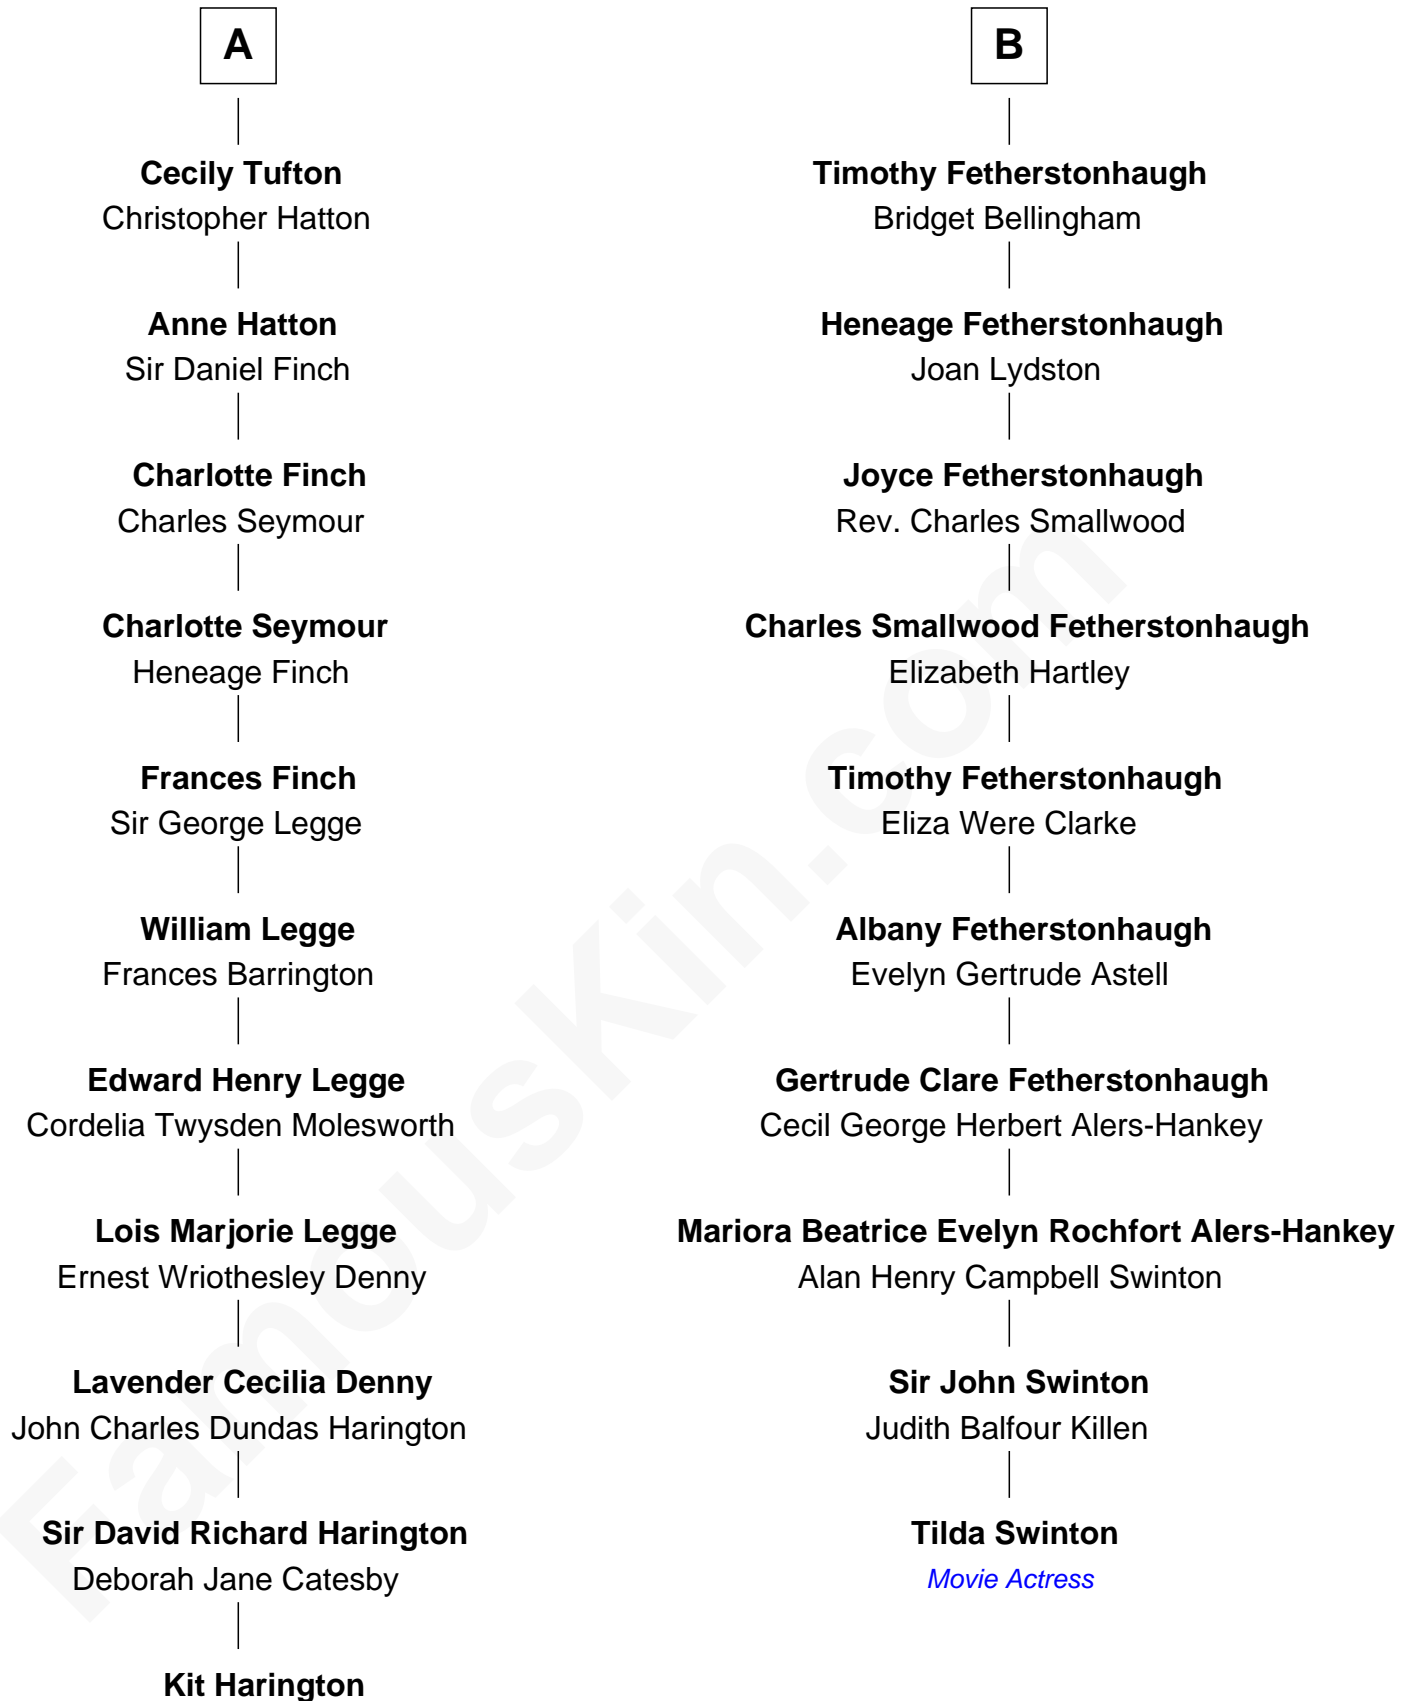 A
Cecily Tufton
Christopher Hatton
Anne Hatton
Sir Daniel Finch
Charlotte Finch
Charles Seymour
Charlotte Seymour
Heneage Finch
Frances Finch
Sir George Legge
William Legge
Frances Barrington
Edward Henry Legge
Cordelia Twysden Molesworth
Lois Marjorie Legge
Ernest Wriothesley Denny
Lavender Cecilia Denny
John Charles Dundas Harington
Sir David Richard Harington
Deborah Jane Catesby
Kit Harington
B
Timothy Fetherstonhaugh
Bridget Bellingham
Heneage Fetherstonhaugh
Joan Lydston
Joyce Fetherstonhaugh
Rev. Charles Smallwood
Charles Smallwood Fetherstonhaugh
Elizabeth Hartley
Timothy Fetherstonhaugh
Eliza Were Clarke
Albany Fetherstonhaugh
Evelyn Gertrude Astell
Gertrude Clare Fetherstonhaugh
Cecil George Herbert Alers-Hankey
Mariora Beatrice Evelyn Rochfort Alers-Hankey
Alan Henry Campbell Swinton
Sir John Swinton
Judith Balfour Killen
Tilda Swinton
Movie Actress
FamousKin.com